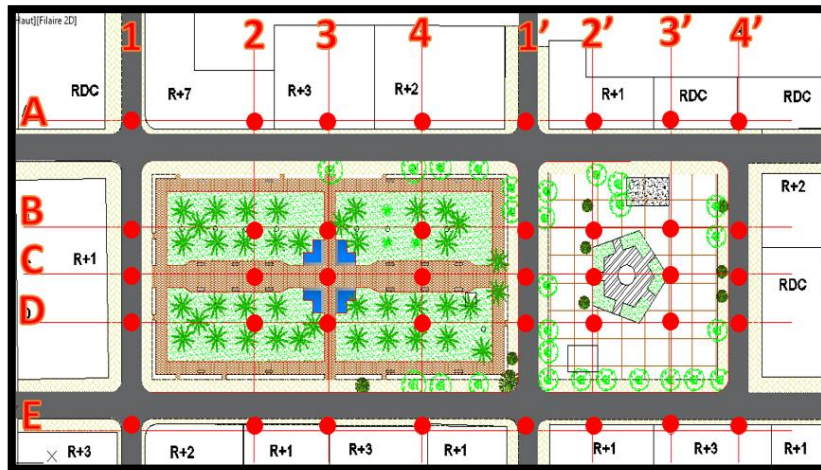 Haut][Filaire 2D]
1 2 3 4 1' 2' 3' 4'
RDC R+7 R+3 R+2 R+1 RDC RDC
A
B R+2
C R+1
RDC
D
E
R+3 R+2 R+1 R+3 R+1 R+1 R+3 R+1